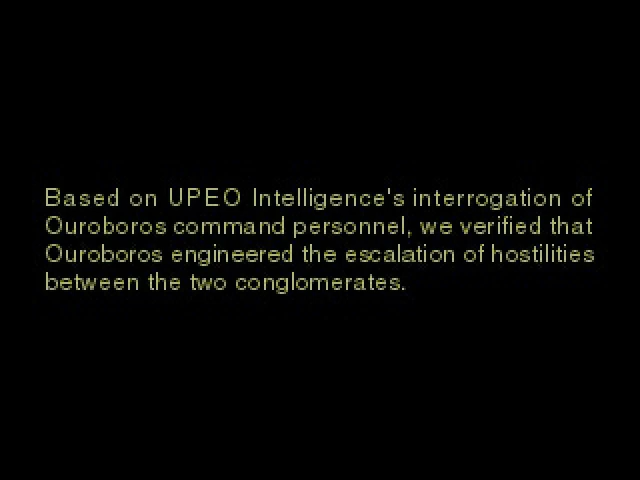 Based on UPEO Intelligence's interrogation of
Ouroboros command personnel, we verified that
Ouroboros engineered the escalation of hostilities
between the two conglomerates.